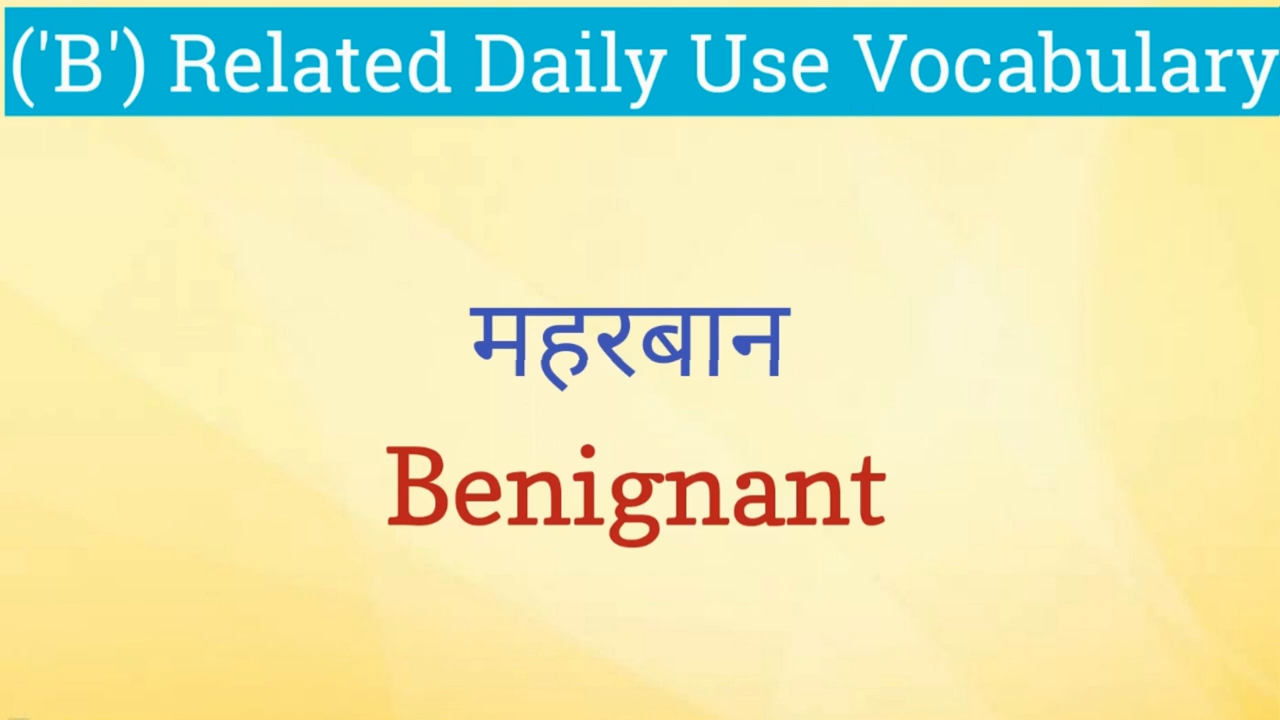 ('B') Related Daily Use Vocabulary
महरबान
Benignant